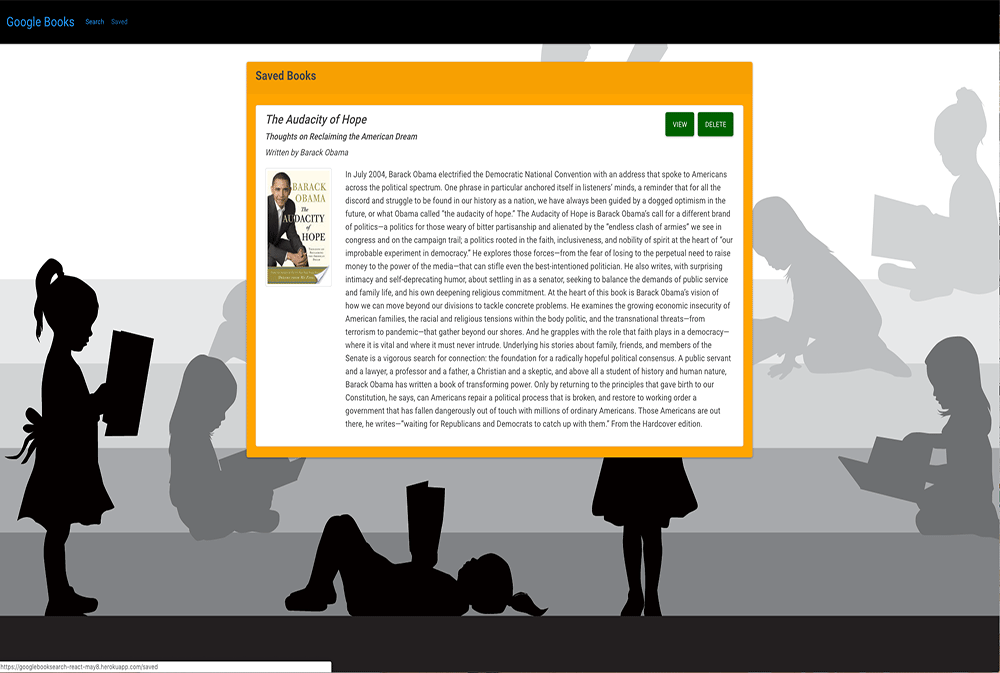 Google Books Search Saved
Saved Books
The Audacity of Hope
VIEW DELETE
Thoughts on Reclaiming the American Dream
Written by Barack Obama
BARACK
OBAMA
The
AUDACITY
of
HOPE
In July 2004, Barack Obama electrified the Democratic National Convention with an address that spoke to Americans
across the political spectrum. One phrase in particular anchored itself in listeners' minds, a reminder that for all the
discord and struggle to be found in our history as a nation, we have always been guided by a dogged optimism in the
future, or what Obama called "the audacity of hope." The Audacity of Hope is Barack Obama's call for a different brand
of politics—a politics for those weary of bitter partisanship and alienated by the "endless clash of armies" we see in
congress and on the campaign trail; a politics rooted in the faith, inclusiveness, and nobility of spirit at the heart of "our
improbable experiment in democracy." He explores those forces—from the fear of losing to the perpetual need to raise
money to the power of the media—that can stifle even the best-intentioned politician. He also writes, with surprising
intimacy and self-deprecating humor, about settling in as a senator, seeking to balance the demands of public service
and family life, and his own deepening religious commitment. At the heart of this book is Barack Obama's vision of
how we can move beyond our divisions to tackle concrete problems. He examines the growing economic insecurity of
American families, the racial and religious tensions within the body politic, and the transnational threats—from
terrorism to pandemic—that gather beyond our shores. And he grapples with the role that faith plays in a democracy—
where it is vital and where it must never intrude. Underlying his stories about family, friends, and members of the
Senate is a vigorous search for connection: the foundation for a radically hopeful political consensus. A public servant
and a lawyer, a professor and a father, a Christian and a skeptic, and above all a student of history and human nature,
Barack Obama has written a book of transforming power. Only by returning to the principles that gave birth to our
Constitution, he says, can Americans repair a political process that is broken, and restore to working order a
government that has fallen dangerously out of touch with millions of ordinary Americans. Those Americans are out
there, he writes—"waiting for Republicans and Democrats to catch up with them." From the Hardcover edition.
https://googlebooksearch-react-may8.herokuapp.com/saved